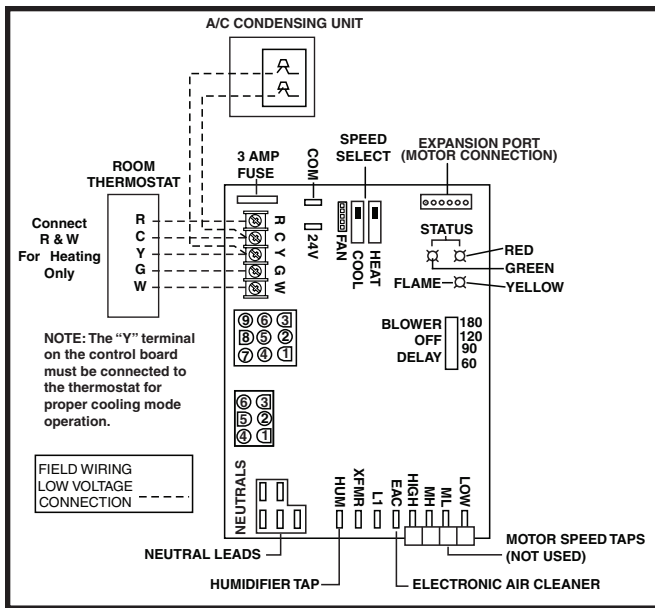 A/C CONDENSING UNIT
ROOM
THERMOSTAT
3 AMP
FUSE
COM
24V
SPEED
SELECT
EXPANSION PORT
(MOTOR CONNECTION)
FAN
COOL
HEAT
STATUS
RED
GREEN
FLAME
YELLOW
Connect
R & W
For Heating
Only
R
C
Y
G
W
R
C
Y
G
W
BLOWER
OFF
DELAY
180
120
90
60
NOTE: The “Y” terminal
on the control board
must be connected to
the thermostat for
proper cooling mode
operation.
9 6 3
8 5 2
7 4 1
6 3
5 2
4 1
FIELD WIRING
LOW VOLTAGE
CONNECTION
NEUTRALS
HUM
XFMR
L1
EAC
HIGH
MH
ML
LOW
NEUTRAL LEADS
MOTOR SPEED TAPS
(NOT USED)
HUMIDIFIER TAP
ELECTRONIC AIR CLEANER